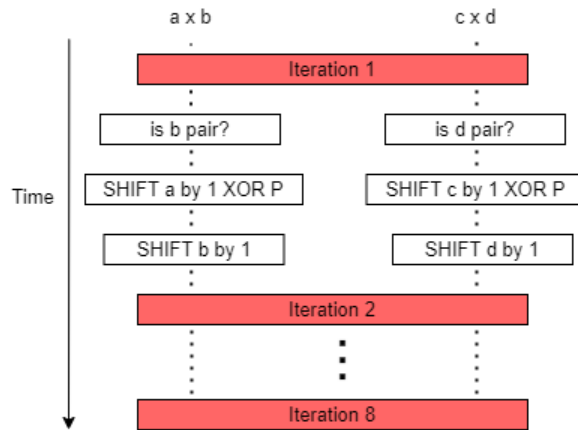 a x b
c x d
Iteration 1
is b pair?
is d pair?
Time
SHIFT a by 1 XOR P
SHIFT c by 1 XOR P
SHIFT b by 1
SHIFT d by 1
Iteration 2
Iteration 8